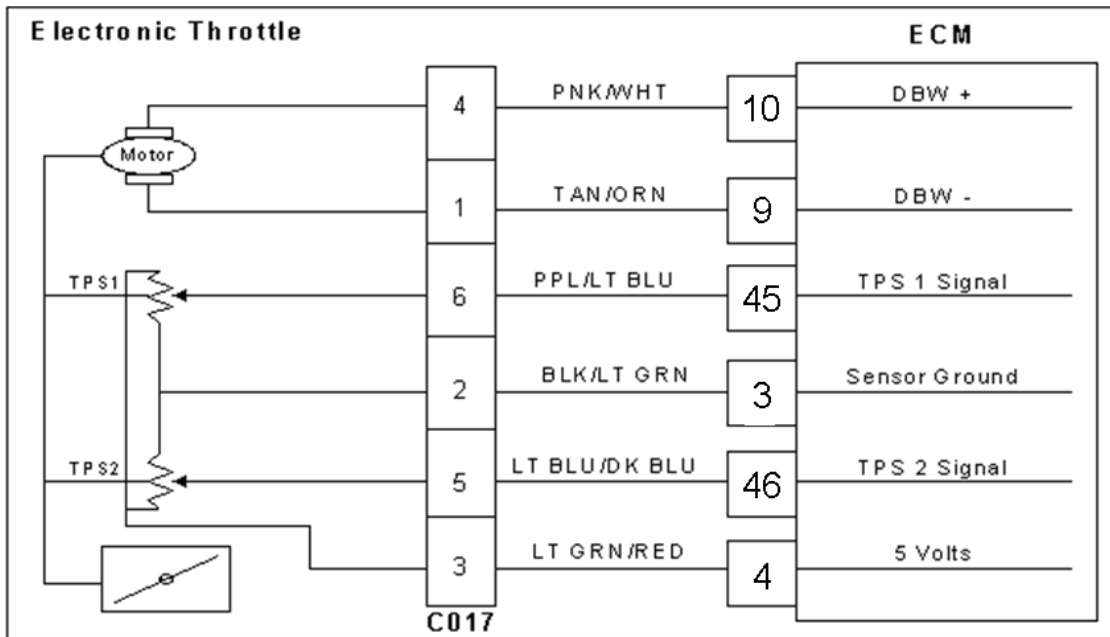 Electronic Throttle
ECM
4 PNK/WHT 10 DBW +
Motor
1 TAN/ORN 9 DBW -
TPS1 6 PPL/LT BLU 45 TPS 1 Signal
2 BLK/LT GRN 3 Sensor Ground
TPS2 5 LT BLU/DK BLU 46 TPS 2 Signal
3 LT GRN/RED 4 5 Volts
C017